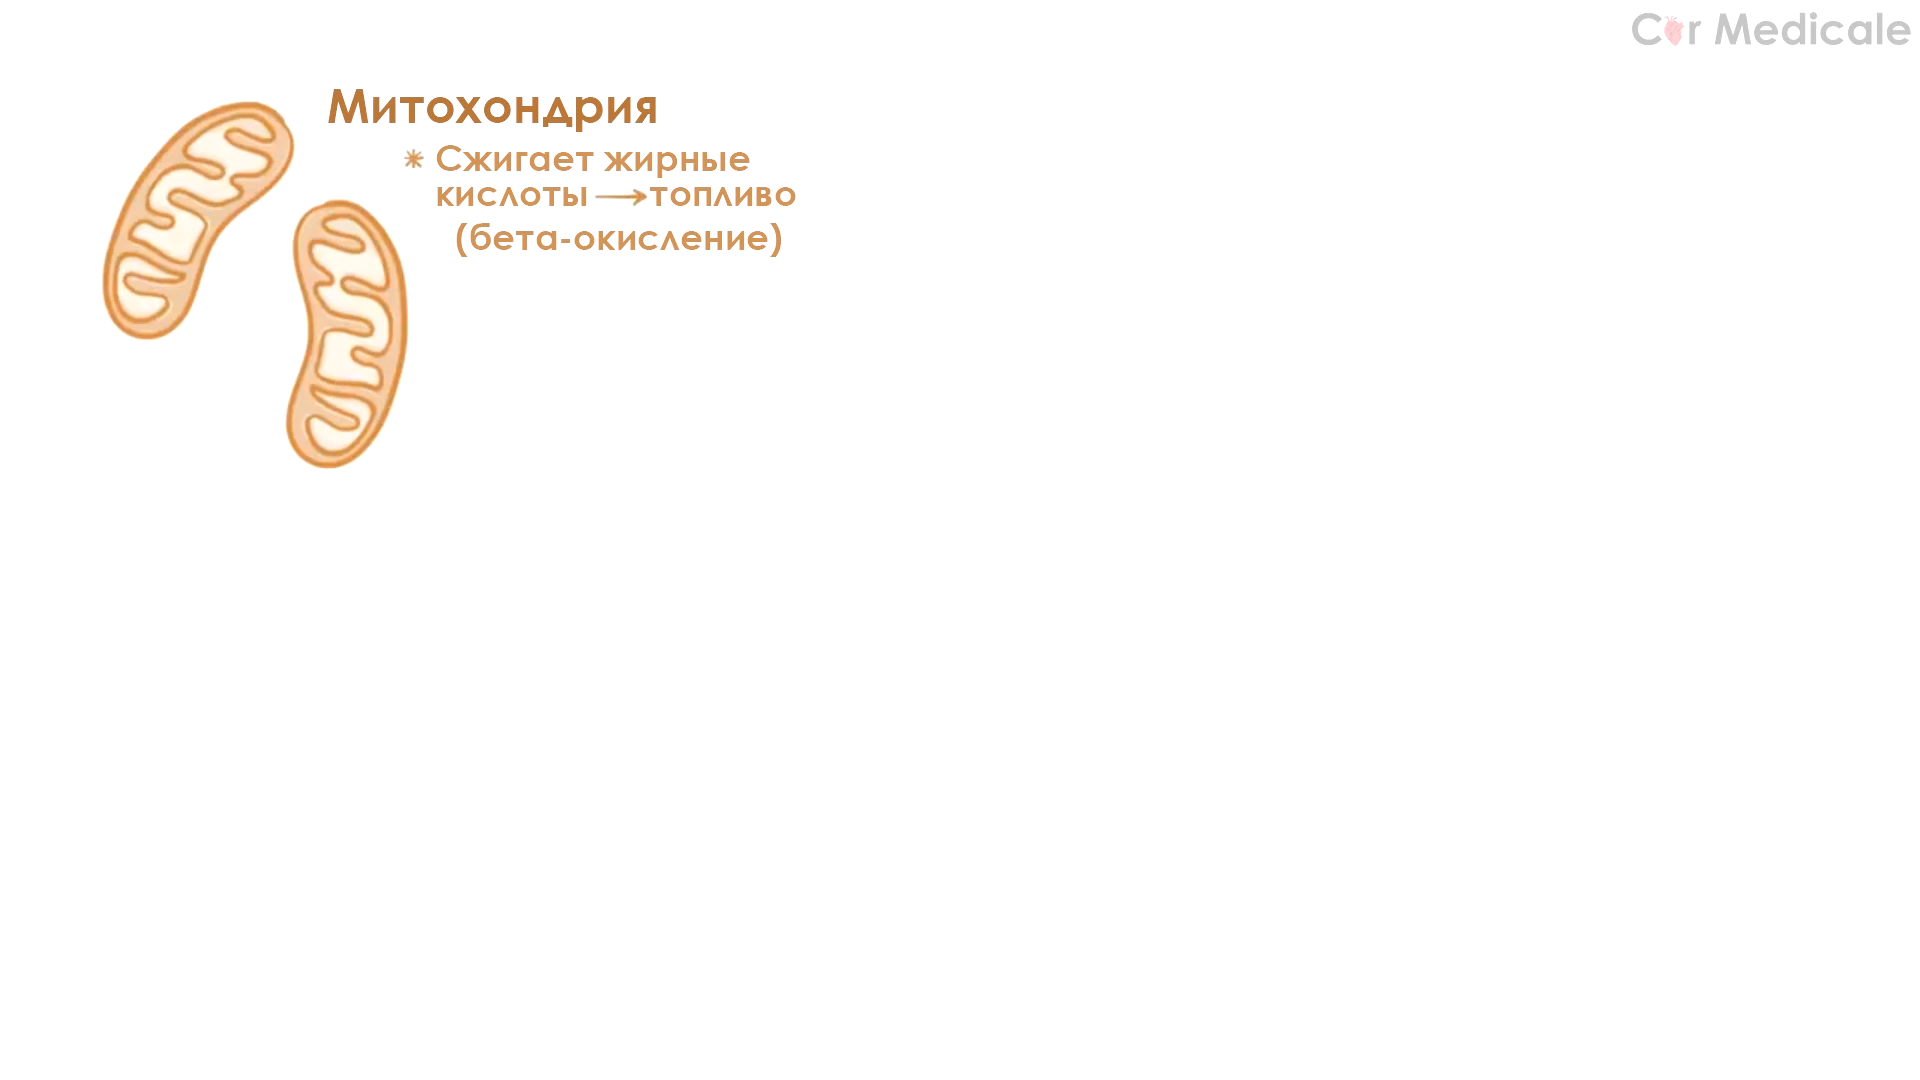 Cor Medicale
Митохондрия
* Сжигает жирные
кислоты → топливо
(бета-окисление)